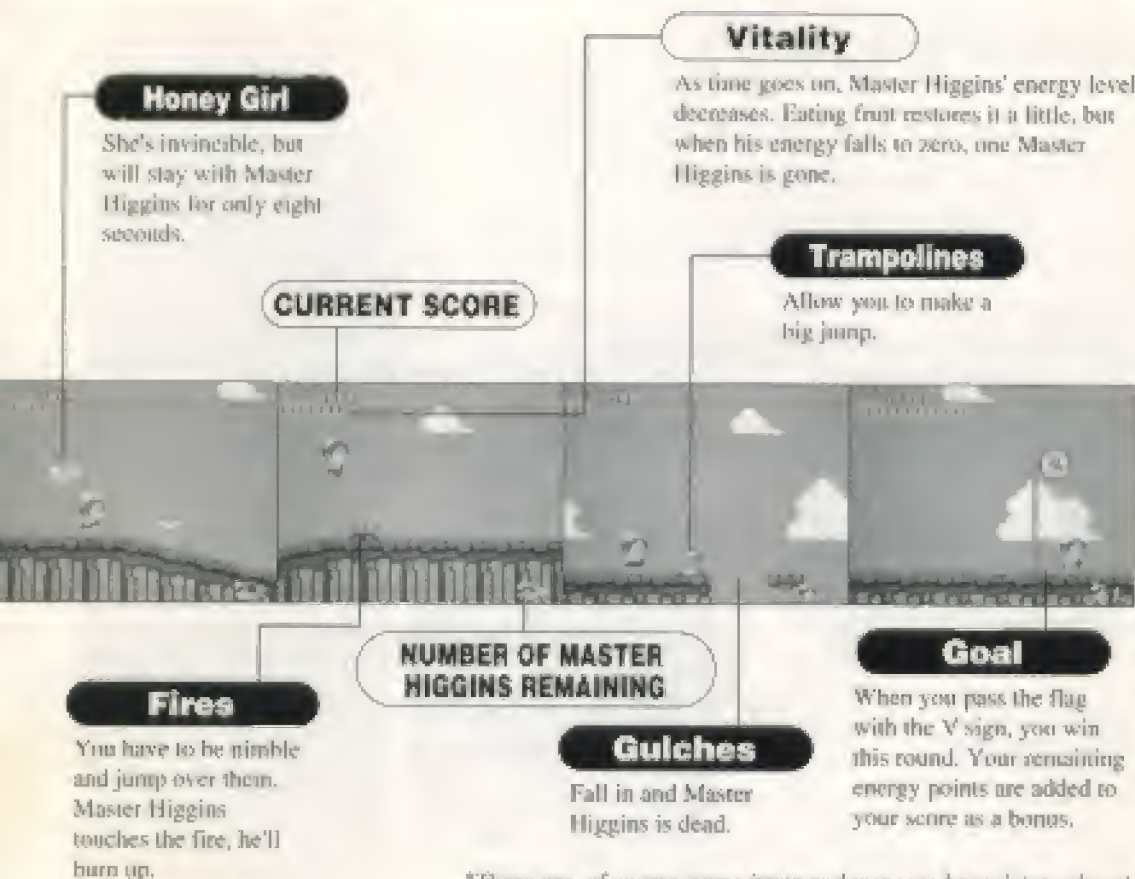 Vitality
As time goes on, Master Higgins' energy level
decreases. Eating fruit restores it a little, but
when his energy falls to zero, one Master
Higgins is gone.
Honey Girl
She's invincible, but
will stay with Master
Higgins for only eight
seconds.
Trampolines
Allow you to make a
big jump.
CURRENT SCORE
NUMBER OF MASTER
HIGGINS REMAINING
Fires
You have to be nimble
and jump over them.
Master Higgins
touches the fire, he'll
burn up.
Gulches
Fall in and Master
Higgins is dead.
Goal
When you pass the flag
with the V sign, you win
this round. Your remaining
energy points are added to
your score as a bonus.